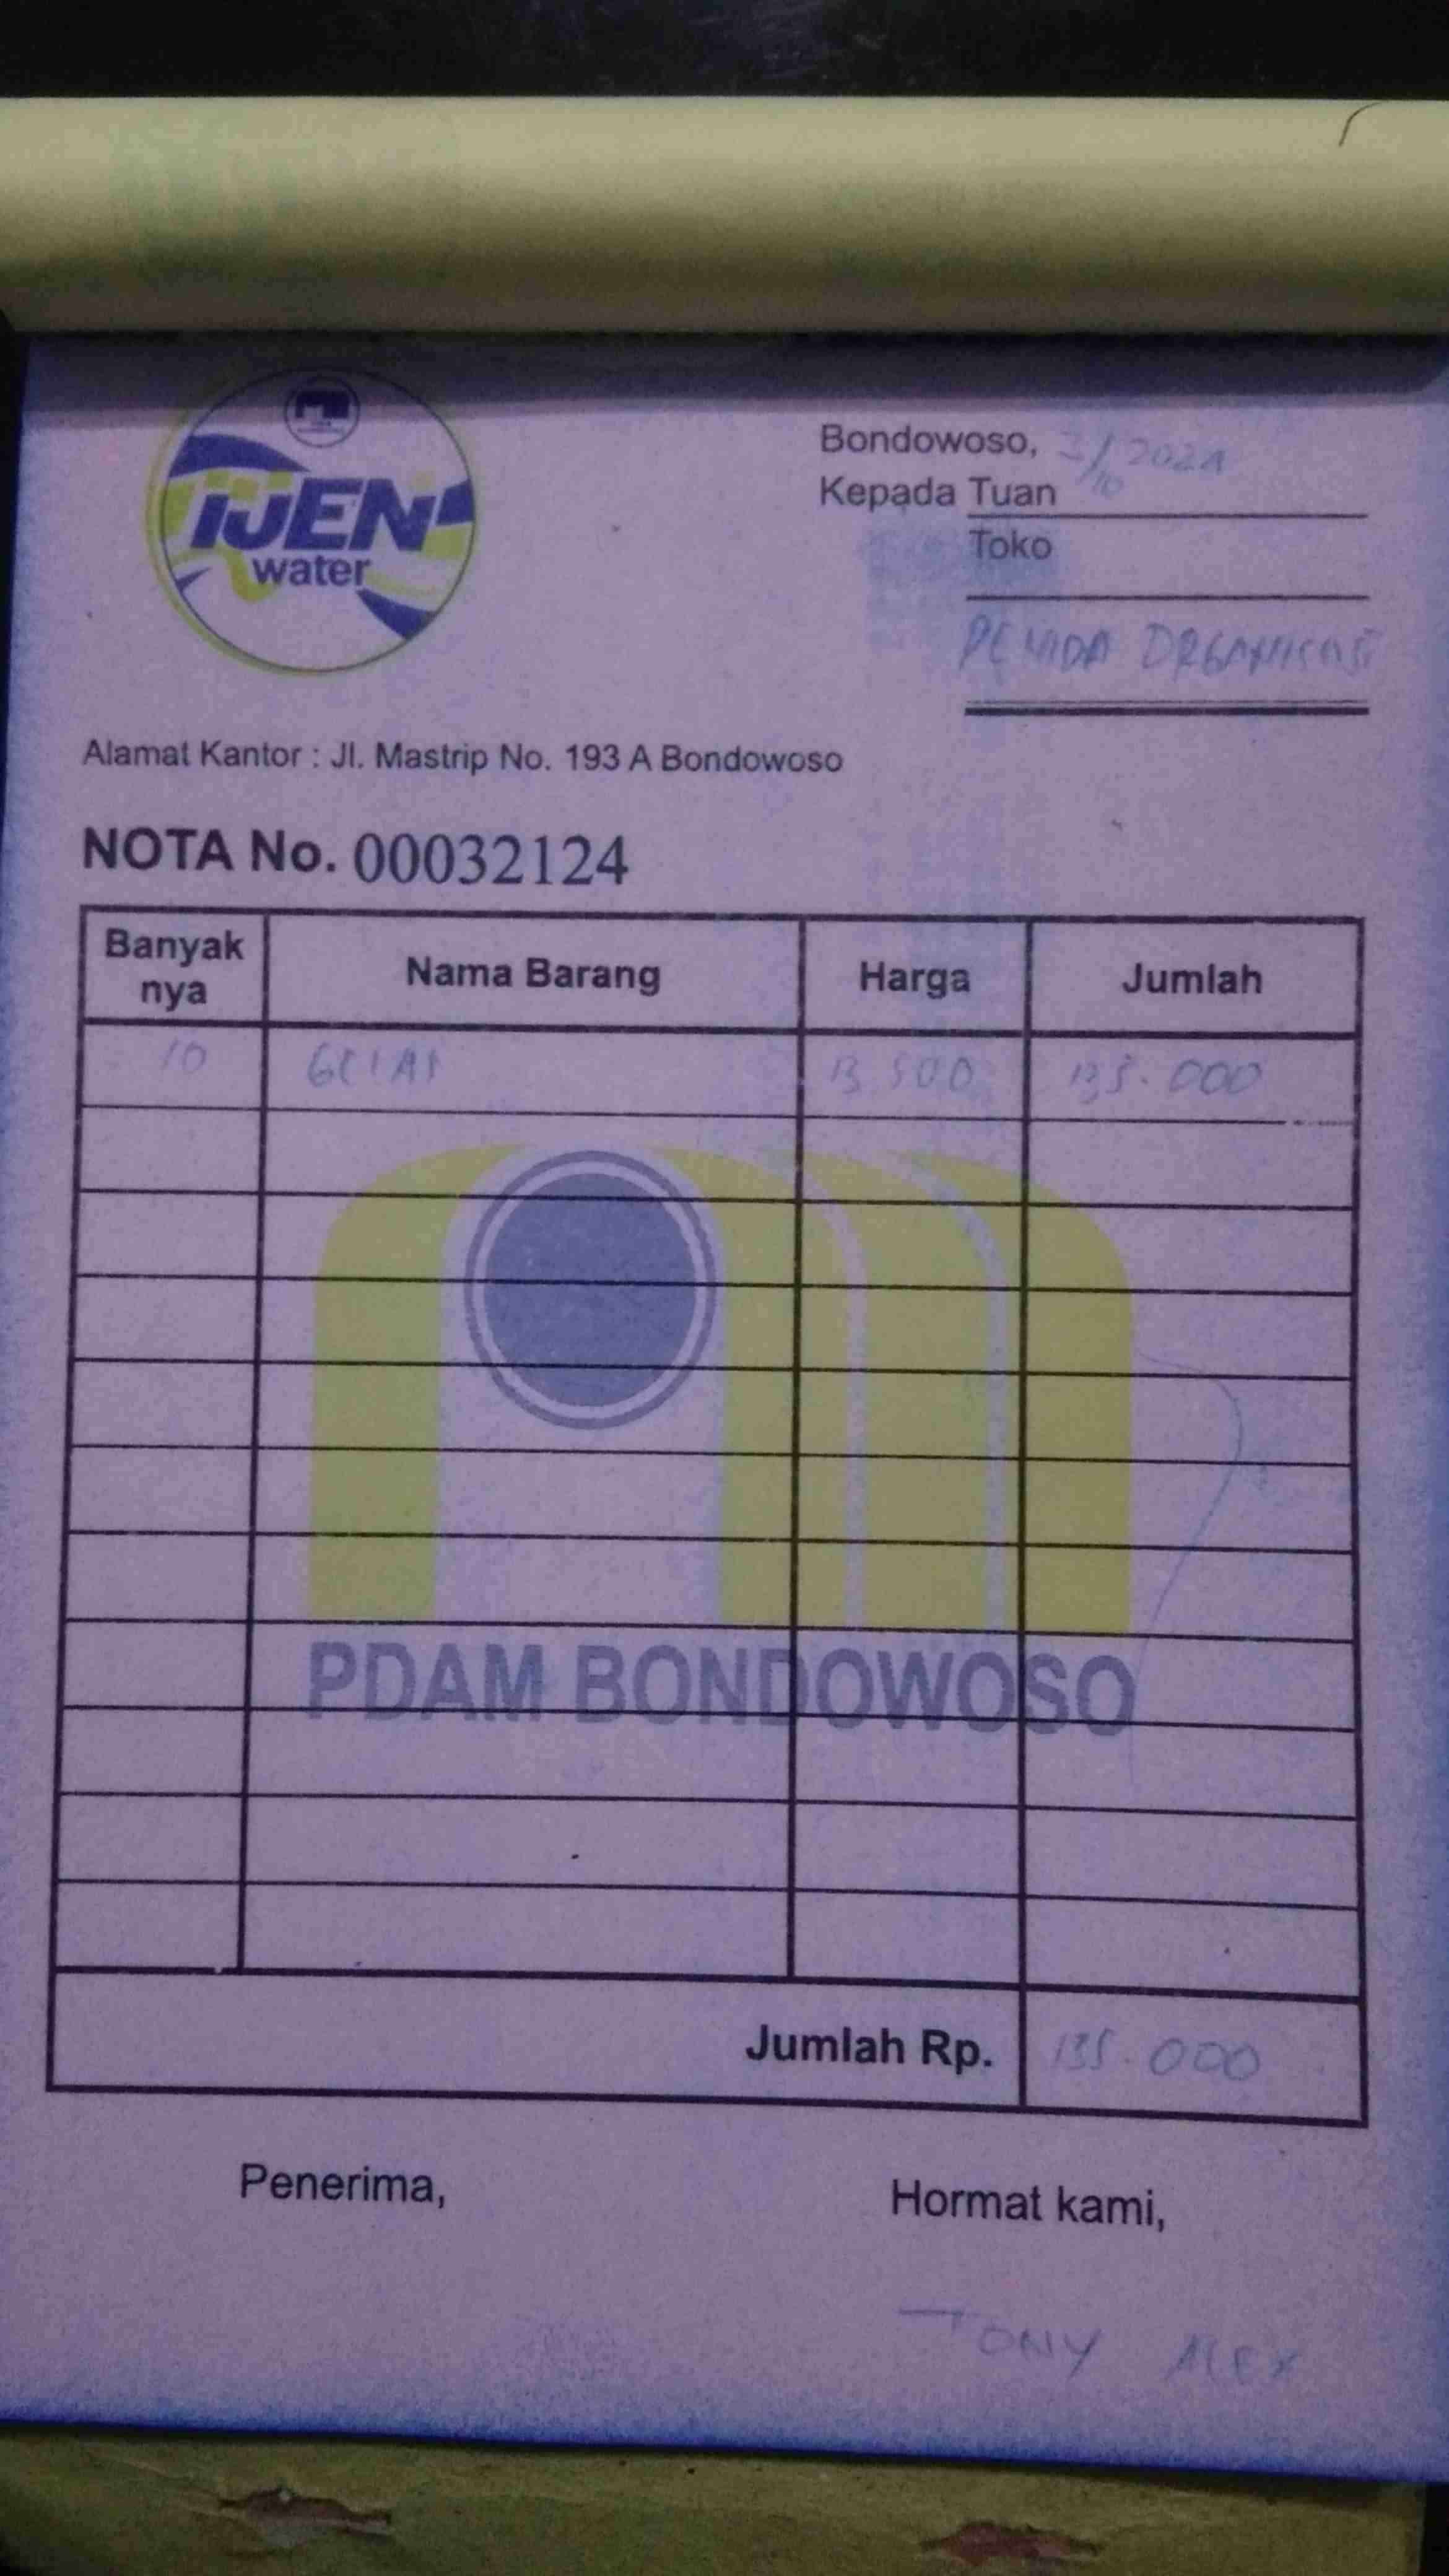 IJEN
water
Bondowoso, 2/10 2024
Kepada Tuan
Toko
ORGANISASI
Alamat Kantor : Jl. Mastrip No. 193 A Bondowoso
NOTA No. 00032124
Banyak nya Nama Barang Harga Jumlah
10 GELAS 13.500 135.000
PDAM BONDOWOSO
Jumlah Rp. 135.000
Penerima, Hormat kami,
TONY ALEX